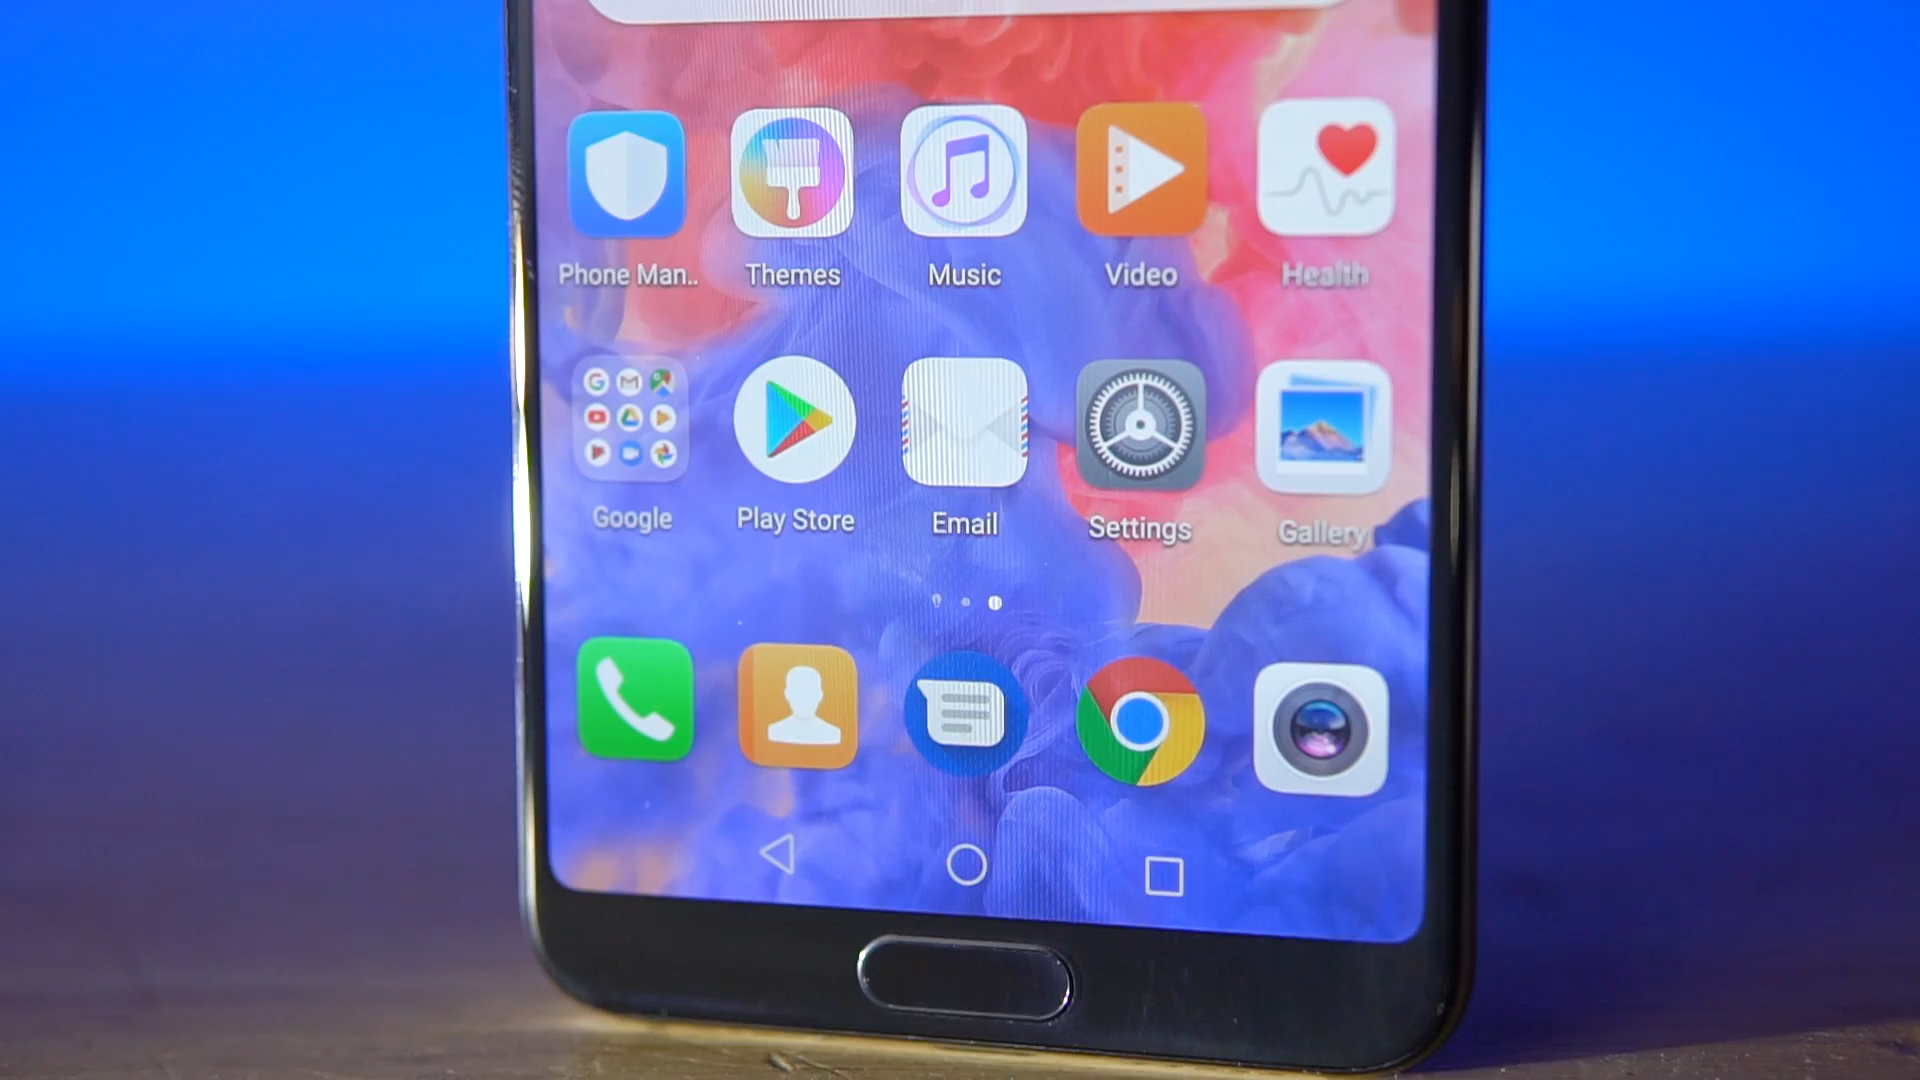 Phone Man..
Themes
Music
Video
Health
Google
Play Store
Email
Settings
Gallery